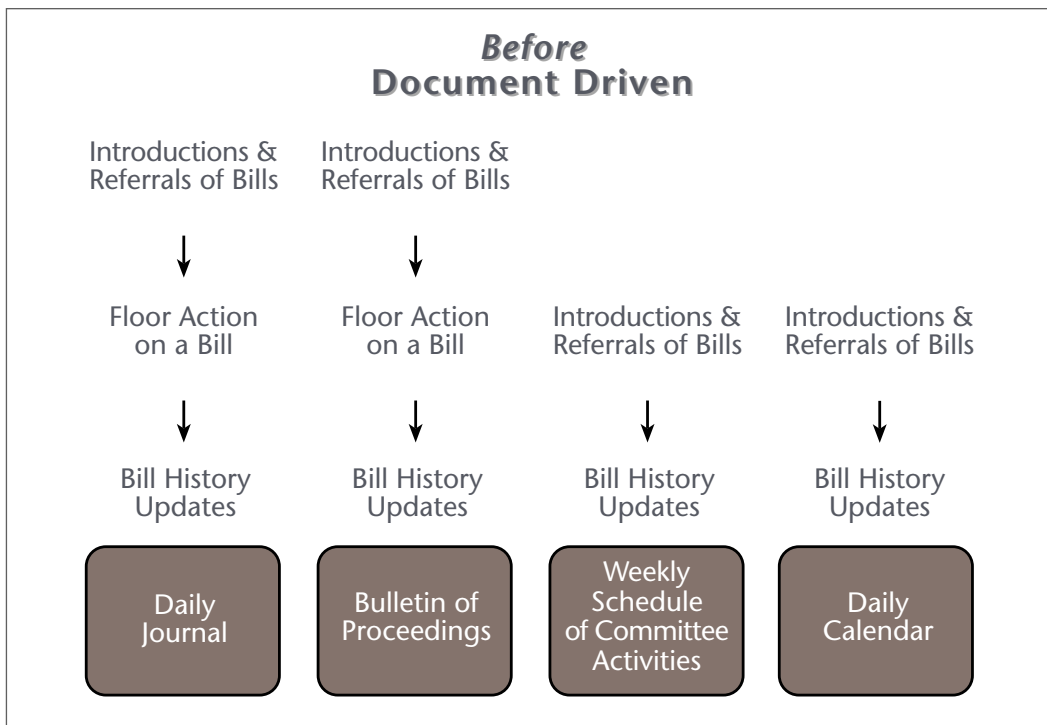 Before
Document Driven
Introductions &
Referrals of Bills
Introductions &
Referrals of Bills
Floor Action
on a Bill
Floor Action
on a Bill
Introductions &
Referrals of Bills
Introductions &
Referrals of Bills
Bill History
Updates
Bill History
Updates
Bill History
Updates
Bill History
Updates
Daily
Journal
Bulletin of
Proceedings
Weekly
Schedule
of Committee
Activities
Daily
Calendar